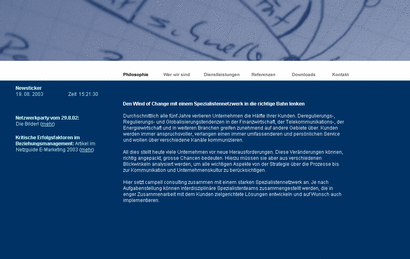 Schnelle
Philosophie Wer wir sind Dienstleistungen Referenzen Downloads Kontakt
Newsticker
19. 08. 2003 Zeit 15:21:30
Netzwerkparty vom 29.8.02:
Die Bilder! (mehr)
Kritische Erfolgsfaktoren im
Beziehungsmanagement: Artikel im
Netzguide E-Marketing 2003 (mehr)
Den Wind of Change mit einem Spezialistennetzwerk in die richtige Bahn lenken
Durchschnittlich alle fünf Jahre verlieren Unternehmen die Hälfte ihrer Kunden. Deregulierungs-,
Regulierungs- und Globalisierungstendenzen in der Finanzwirtschaft, der Telekommunikations-, der
Energiewirtschaft und in weiteren Branchen greifen zunehmend auf andere Gebiete über. Kunden
werden immer anspruchsvoller, verlangen einen immer umfassenderen und persönlichen Service
und wollen über verschiedene Kanäle kommunizieren.
All dies stellt heute viele Unternehmen vor neue Herausforderungen. Diese Veränderungen können,
richtig angepackt, grosse Chancen bedeuten. Hierzu müssen sie aber aus verschiedenen
Blickwinkeln analysiert werden, um alle wichtigen Aspekte von der Strategie über die Prozesse bis
zur Kommunikation und Unternehmenskultur zu berücksichtigen.
Hier setzt campell consulting zusammen mit einem starken Spezialistennetzwerk an. Je nach
Aufgabenstellung können interdisziplinäre Spezialistenteams zusammengestellt werden, die in
enger Zusammenarbeit mit dem Kunden zielgerichtete Lösungen entwickeln und auf Wunsch auch
implementieren.